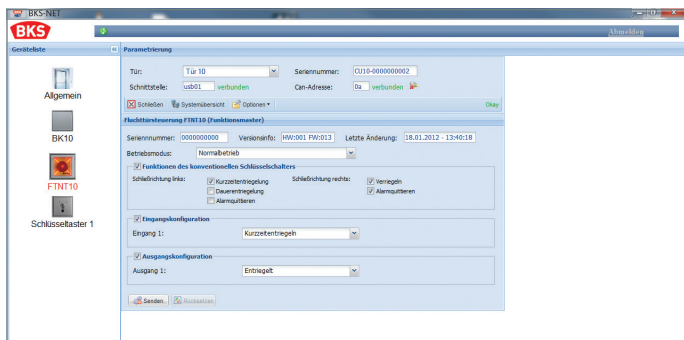 BKS-NET
BKS
Abmelden
Geräteliste
Allgemein
BK10
FTNT10
Schlüsseltaster 1
Parametrierung
Tür: Tür 10 Seriennummer: CU10-0000000002
Schnittstelle: usb01 verbunden Can-Adresse: 0a verbunden
Schließen Systemübersicht Optionen Okay
Fluchttürsteuerung FTNT10 (Funktionsmaster)
Seriennnummer: 0000000000 Versionsinfo: HW:001 FW:013 Letzte Änderung: 18.01.2012 - 13:40:18
Betriebsmodus: Normalbetrieb
Funktionen des konventionellen Schlüsselschalters
Schließrichtung links: Kurzzeitentriegelung Schließrichtung rechts: Verriegeln
Dauerentriegelung Alarmquittieren
Alarmquittieren
Eingangskonfiguration
Eingang 1: Kurzzeitentriegeln
Ausgangskonfiguration
Ausgang 1: Entriegelt
Senden Rücksetzen